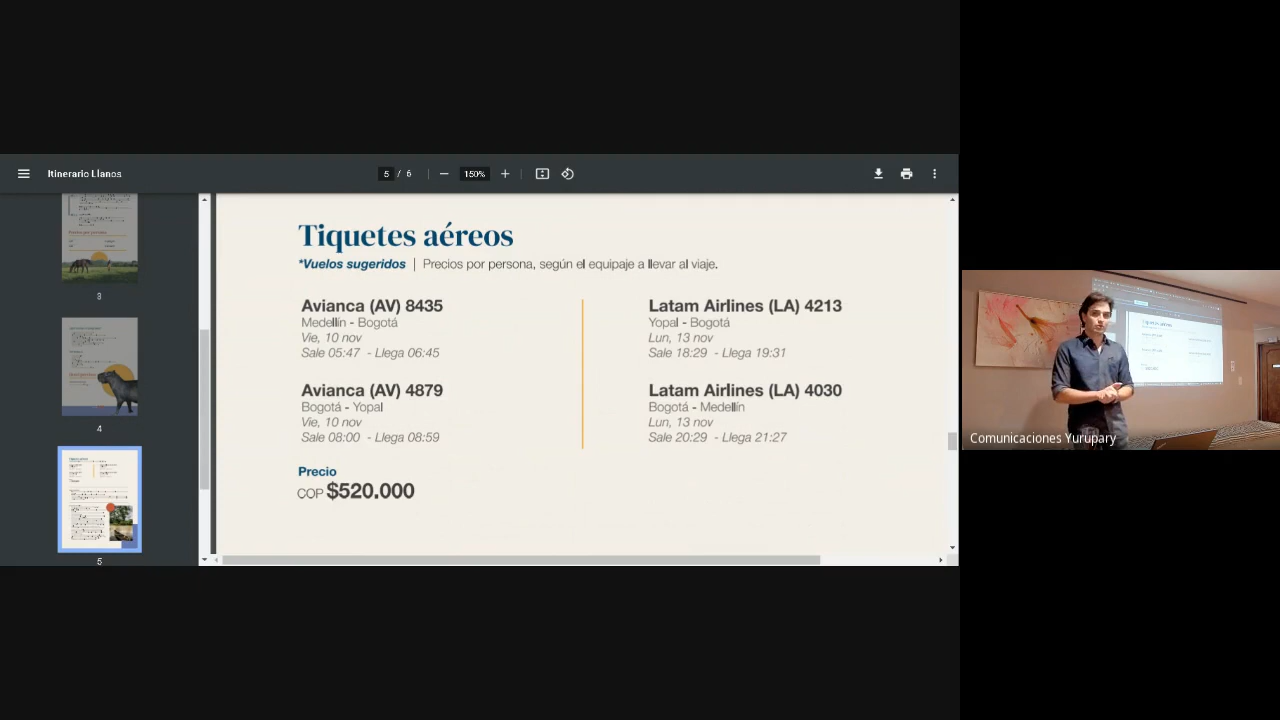 Itinerario Llanos
5 / 6
150%
3
4
5
Tiquetes aéreos
*Vuelos sugeridos | Precios por persona, según el equipaje a llevar al viaje.
Avianca (AV) 8435
Medellín - Bogotá
Vie, 10 nov
Sale 05:47 - Llega 06:45
Avianca (AV) 4879
Bogotá - Yopal
Vie, 10 nov
Sale 08:00 - Llega 08:59
Latam Airlines (LA) 4213
Yopal - Bogotá
Lun, 13 nov
Sale 18:29 - Llega 19:31
Latam Airlines (LA) 4030
Bogotá - Medellín
Lun, 13 nov
Sale 20:29 - Llega 21:27
Precio
COP $520.000
Comunicaciones Yurupary